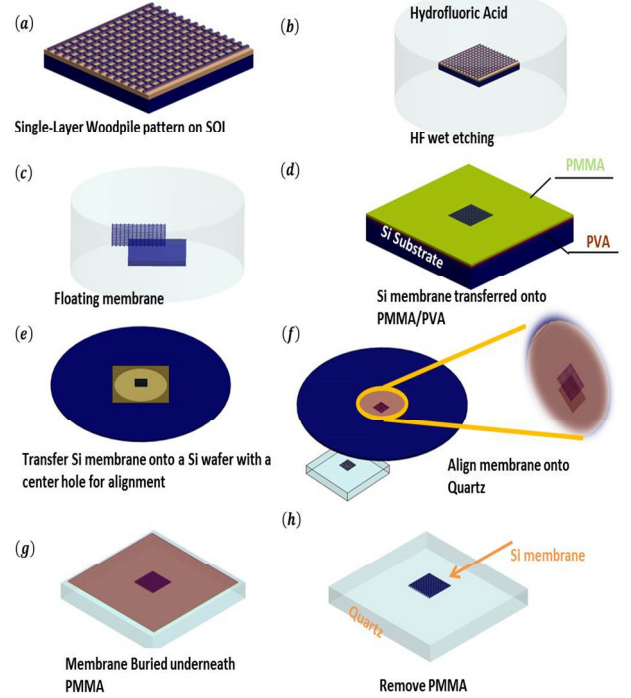 (a)
Single-Layer Woodpile pattern on SOI
(b)
Hydrofluoric Acid
HF wet etching
(c)
Floating membrane
(d)
PMMA
PVA
Si Substrate
Si membrane transferred onto
PMMA/PVA
(e)
Transfer Si membrane onto a Si wafer with a
center hole for alignment
(f)
Align membrane onto
Quartz
(g)
Membrane Buried underneath
PMMA
(h)
Si membrane
Quartz
Remove PMMA